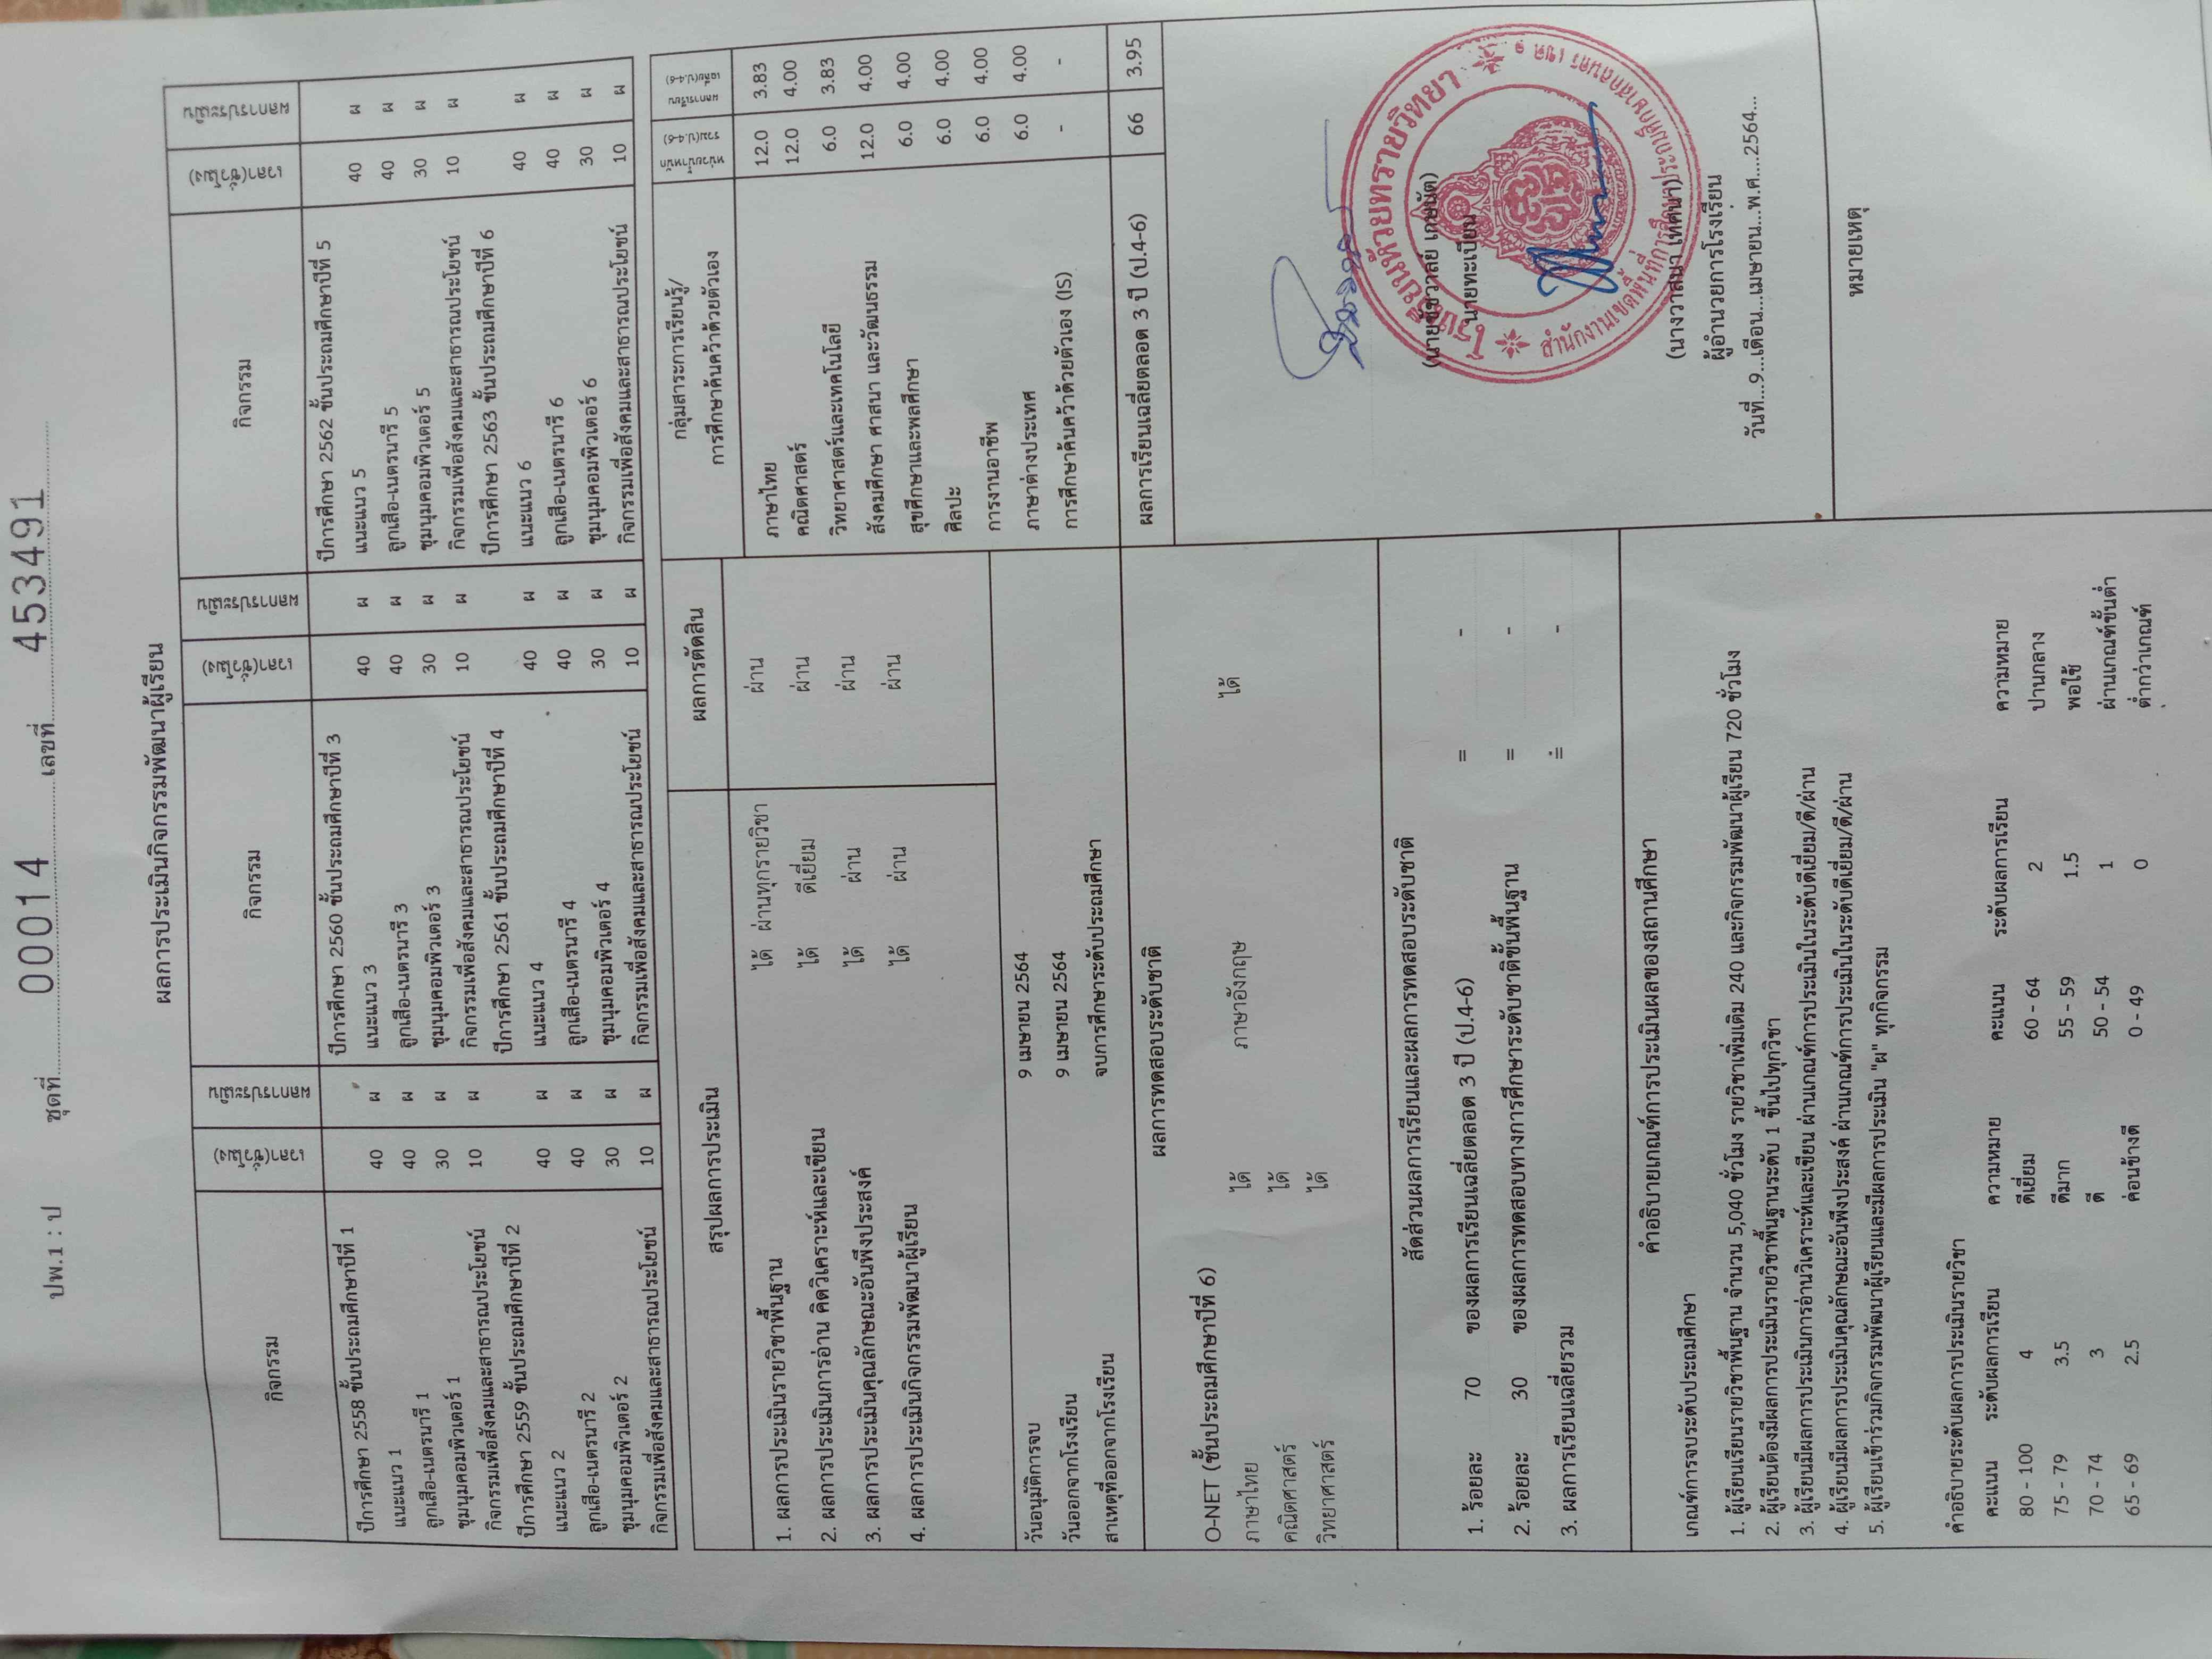 ปพ.1 : ป ชุดที่ 00014 เลขที่ 453491
ผลการประเมินกิจกรรมพัฒนาผู้เรียน
กิจกรรม เวลา(ชั่วโมง) ผลการประเมิน กิจกรรม เวลา(ชั่วโมง) ผลการประเมิน กิจกรรม เวลา(ชั่วโมง) ผลการประเมิน
ปีการศึกษา 2558 ชั้นประถมศึกษาปีที่ 1 ปีการศึกษา 2560 ชั้นประถมศึกษาปีที่ 3 ปีการศึกษา 2562 ชั้นประถมศึกษาปีที่ 5
แนะแนว 1 40 ผ แนะแนว 3 40 ผ แนะแนว 5 40 ผ
ลูกเสือ-เนตรนารี 1 40 ผ ลูกเสือ-เนตรนารี 3 40 ผ ลูกเสือ-เนตรนารี 5 40 ผ
ชุมนุมคอมพิวเตอร์ 1 30 ผ ชุมนุมคอมพิวเตอร์ 3 30 ผ ชุมนุมคอมพิวเตอร์ 5 30 ผ
กิจกรรมเพื่อสังคมและสาธารณประโยชน์ 10 ผ กิจกรรมเพื่อสังคมและสาธารณประโยชน์ 10 ผ กิจกรรมเพื่อสังคมและสาธารณประโยชน์ 10 ผ
ปีการศึกษา 2559 ชั้นประถมศึกษาปีที่ 2 ปีการศึกษา 2561 ชั้นประถมศึกษาปีที่ 4 ปีการศึกษา 2563 ชั้นประถมศึกษาปีที่ 6
แนะแนว 2 40 ผ แนะแนว 4 40 ผ แนะแนว 6 40 ผ
ลูกเสือ-เนตรนารี 2 40 ผ ลูกเสือ-เนตรนารี 4 40 ผ ลูกเสือ-เนตรนารี 6 40 ผ
ชุมนุมคอมพิวเตอร์ 2 30 ผ ชุมนุมคอมพิวเตอร์ 4 30 ผ ชุมนุมคอมพิวเตอร์ 6 30 ผ
กิจกรรมเพื่อสังคมและสาธารณประโยชน์ 10 ผ กิจกรรมเพื่อสังคมและสาธารณประโยชน์ 10 ผ กิจกรรมเพื่อสังคมและสาธารณประโยชน์ 10 ผ
สรุปผลการประเมิน ผลการตัดสิน
1. ผลการประเมินรายวิชาพื้นฐาน ได้ ผ่านทุกรายวิชา ผ่าน
2. ผลการประเมินการอ่าน คิดวิเคราะห์และเขียน ได้ ดีเยี่ยม ผ่าน
3. ผลการประเมินคุณลักษณะอันพึงประสงค์ ได้ ผ่าน ผ่าน
4. ผลการประเมินกิจกรรมพัฒนาผู้เรียน ได้ ผ่าน ผ่าน
วันอนุมัติการจบ 9 เมษายน 2564
วันออกจากโรงเรียน 9 เมษายน 2564
สาเหตุที่ออกจากโรงเรียน จบการศึกษาระดับประถมศึกษา
ผลการทดสอบระดับชาติ
O-NET (ชั้นประถมศึกษาปีที่ 6)
ภาษาไทย ได้ ภาษาอังกฤษ ได้
คณิตศาสตร์ ได้
วิทยาศาสตร์ ได้
สัดส่วนผลการเรียนและผลการทดสอบระดับชาติ
1. ร้อยละ 70 ของผลการเรียนเฉลี่ยตลอด 3 ปี (ป.4-6) = -
2. ร้อยละ 30 ของผลการทดสอบทางการศึกษาระดับชาติขั้นพื้นฐาน = -
3. ผลการเรียนเฉลี่ยรวม = -
คำอธิบายเกณฑ์การประเมินผลของสถานศึกษา
เกณฑ์การจบระดับประถมศึกษา
1. ผู้เรียนเรียนรายวิชาพื้นฐาน จำนวน 5,040 ชั่วโมง รายวิชาเพิ่มเติม 240 และกิจกรรมพัฒนาผู้เรียน 720 ชั่วโมง
2. ผู้เรียนต้องมีผลการประเมินรายวิชาพื้นฐานระดับ 1 ขึ้นไปทุกวิชา
3. ผู้เรียนมีผลการประเมินการอ่านวิเคราะห์และเขียน ผ่านเกณฑ์การประเมินในระดับดีเยี่ยม/ดี/ผ่าน
4. ผู้เรียนมีผลการประเมินคุณลักษณะอันพึงประสงค์ ผ่านเกณฑ์การประเมินในระดับดีเยี่ยม/ดี/ผ่าน
5. ผู้เรียนเข้าร่วมกิจกรรมพัฒนาผู้เรียนและมีผลการประเมิน "ผ" ทุกกิจกรรม
คำอธิบายระดับผลการประเมินรายวิชา
คะแนน ระดับผลการเรียน ความหมาย คะแนน ระดับผลการเรียน ความหมาย
80 - 100 4 ดีเยี่ยม 60 - 64 2 ปานกลาง
75 - 79 3.5 ดีมาก 55 - 59 1.5 พอใช้
70 - 74 3 ดี 50 - 54 1 ผ่านเกณฑ์ขั้นต่ำ
65 - 69 2.5 ค่อนข้างดี 0 - 49 0 ต่ำกว่าเกณฑ์
กลุ่มสาระการเรียนรู้/ หน่วยน้ำหนัก ผลการเรียน
การศึกษาค้นคว้าด้วยตัวเอง รวม(ป.4-6) เฉลี่ย(ป.4-6)
ภาษาไทย 12.0 3.83
คณิตศาสตร์ 12.0 4.00
วิทยาศาสตร์และเทคโนโลยี 6.0 3.83
สังคมศึกษา ศาสนา และวัฒนธรรม 12.0 4.00
สุขศึกษาและพลศึกษา 6.0 4.00
ศิลปะ 6.0 4.00
การงานอาชีพ 6.0 4.00
ภาษาต่างประเทศ 6.0 4.00
การศึกษาค้นคว้าด้วยตัวเอง (IS) - -
ผลการเรียนเฉลี่ยตลอด 3 ปี (ป.4-6) 66 3.95
โรงเรียนห้วยทรายวิทยา
นายทะเบียน
สำนักงานเขตพื้นที่การศึกษาประถมศึกษาสกลนคร เขต ๑
(นางวาสนา เทศนา)
ผู้อำนวยการโรงเรียน
วันที่...9...เดือน...เมษายน...พ.ศ....2564...
หมายเหตุ